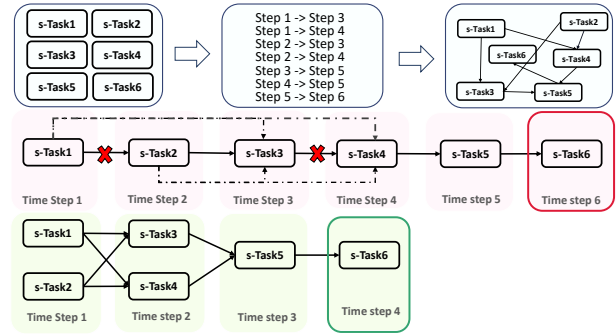 s-Task1 s-Task2
s-Task3 s-Task4
s-Task5 s-Task6
Step 1 -> Step 3
Step 1 -> Step 4
Step 2 -> Step 3
Step 2 -> Step 4
Step 3 -> Step 5
Step 4 -> Step 5
Step 5 -> Step 6
s-Task1 s-Task2
s-Task6 s-Task4
s-Task3 s-Task5
s-Task1 s-Task2 s-Task3 s-Task4 s-Task5 s-Task6
Time Step 1 Time Step 2 Time Step 3 Time Step 4 Time step 5 Time step 6
s-Task1 s-Task3
s-Task5 s-Task6
s-Task2 s-Task4
Time Step 1 Time step 2 Time step 3 Time step 4